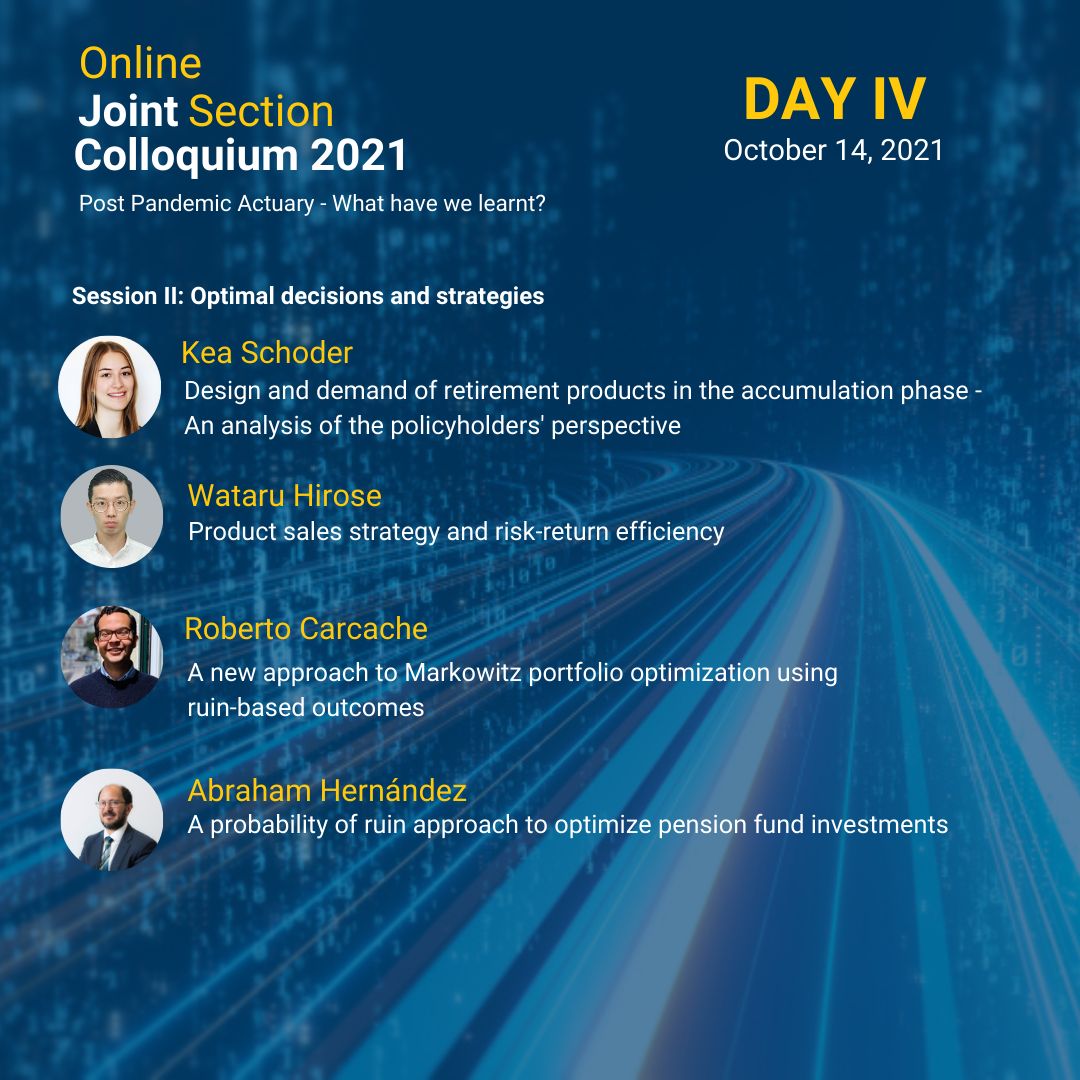 Online
Joint Section
Colloquium 2021
Post Pandemic Actuary - What have we learnt?
DAY IV
October 14, 2021
Session II: Optimal decisions and strategies
Kea Schoder
Design and demand of retirement products in the accumulation phase -
An analysis of the policyholders' perspective
Wataru Hirose
Product sales strategy and risk-return efficiency
Roberto Carcache
A new approach to Markowitz portfolio optimization using
ruin-based outcomes
Abraham Hernández
A probability of ruin approach to optimize pension fund investments